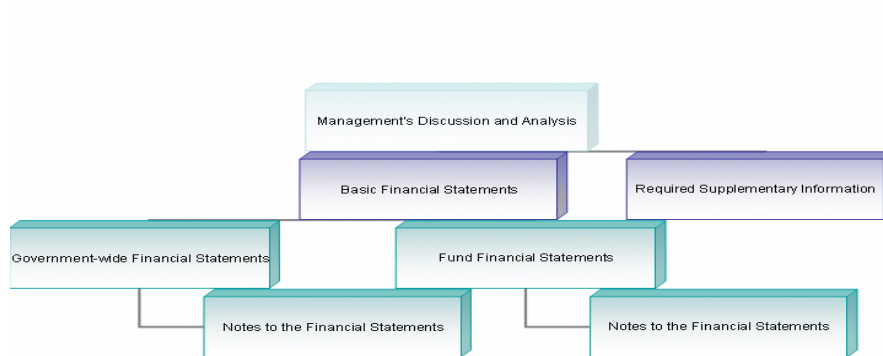 Management's Discussion and Analysis
Basic Financial Statements
Required Supplementary Information
Government-wide Financial Statements
Fund Financial Statements
Notes to the Financial Statements
Notes to the Financial Statements